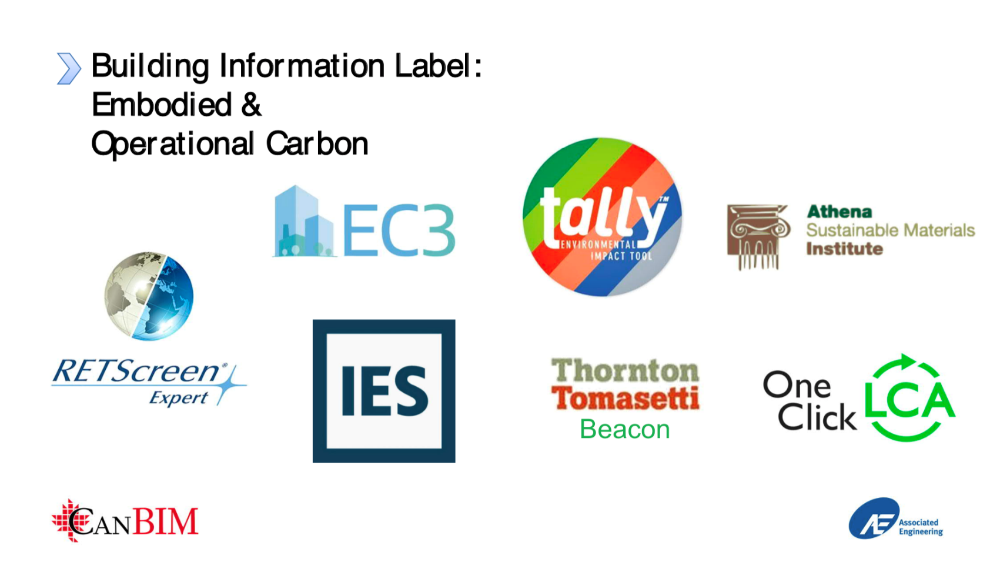 Building Information Label:
Embodied &
Operational Carbon
EC3
tally™
ENVIRONMENTAL
IMPACT TOOL
Athena
Sustainable Materials
Institute
RETScreen®
Expert
IES
Thornton
Tomasetti
Beacon
One
Click
LCA
CANBIM
AE
Associated
Engineering